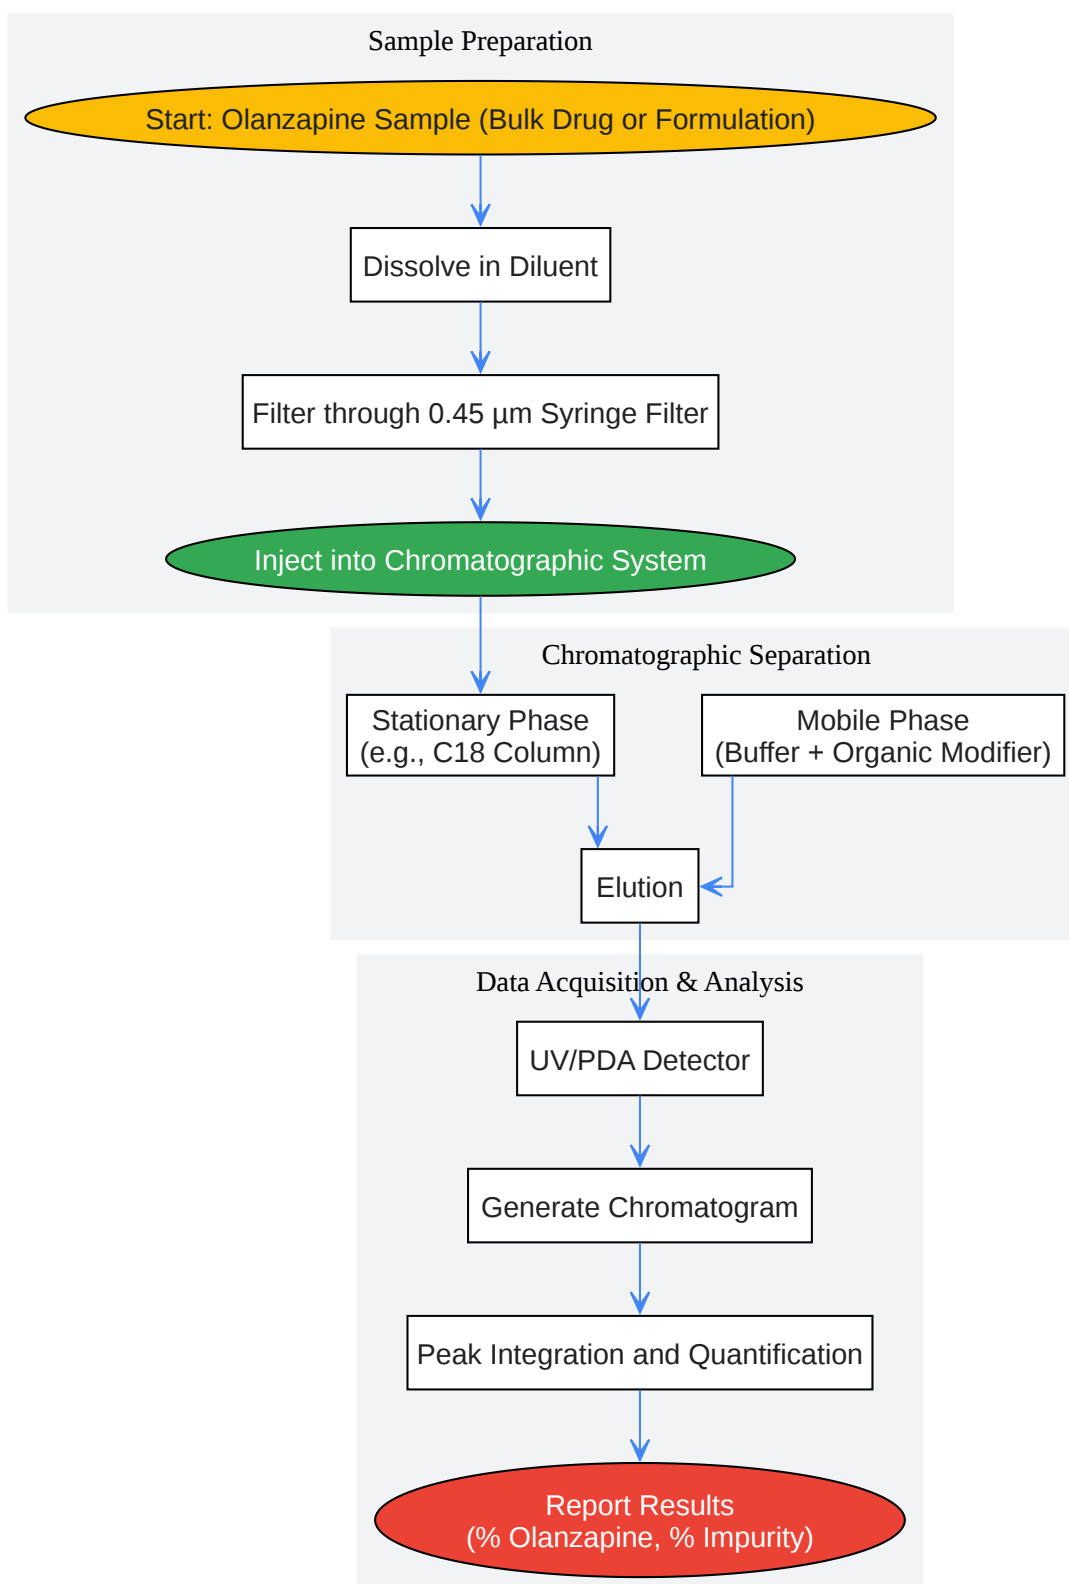 Sample Preparation
Start: Olanzapine Sample (Bulk Drug or Formulation)
Dissolve in Diluent
Filter through 0.45 µm Syringe Filter
Inject into Chromatographic System
Chromatographic Separation
Stationary Phase
(e.g., C18 Column)
Mobile Phase
(Buffer + Organic Modifier)
Elution
Data Acquisition & Analysis
UV/PDA Detector
Generate Chromatogram
Peak Integration and Quantification
Report Results
(% Olanzapine, % Impurity)